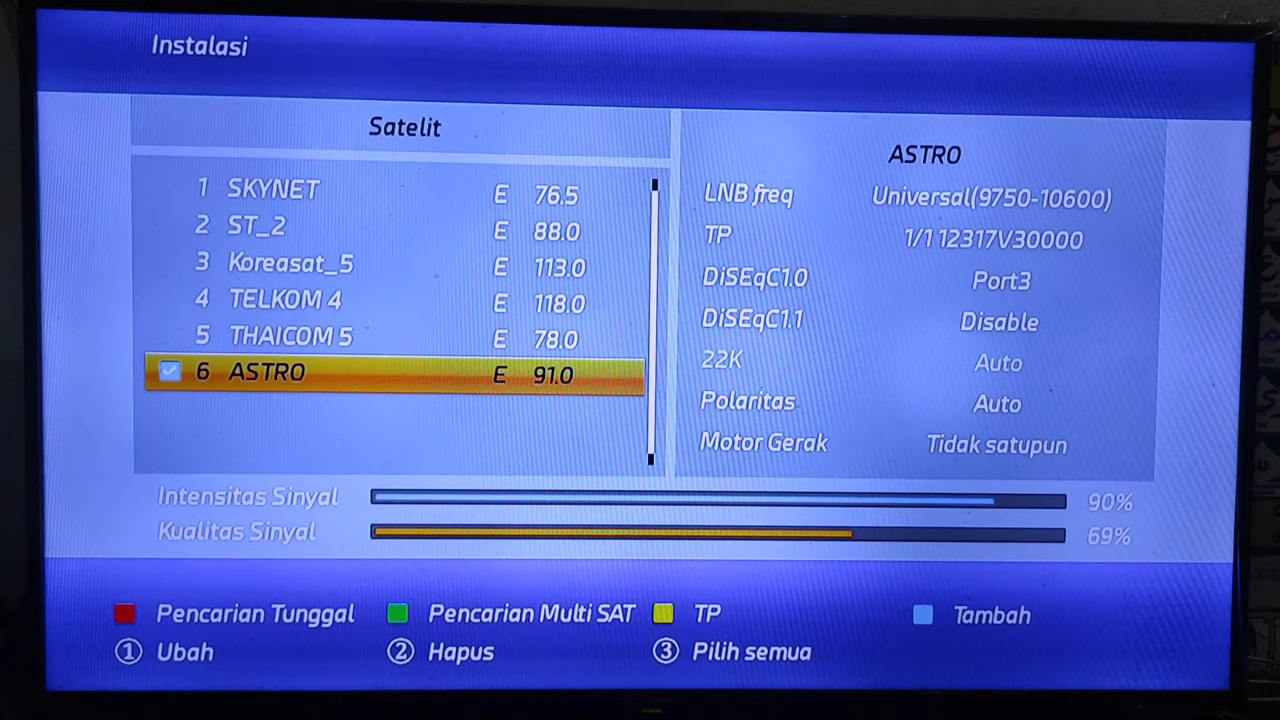 Instalasi
Satelit
1 SKYNET E 76.5
2 ST_2 E 88.0
3 Koreasat_5 E 113.0
4 TELKOM 4 E 118.0
5 THAICOM 5 E 78.0
6 ASTRO E 91.0
ASTRO
LNB freq Universal(9750-10600)
TP 1/1 12317V30000
DiSEqC1.0 Port3
DiSEqC1.1 Disable
22K Auto
Polaritas Auto
Motor Gerak Tidak satupun
Intensitas Sinyal 90%
Kualitas Sinyal 69%
Pencarian Tunggal Pencarian Multi SAT TP Tambah
1 Ubah 2 Hapus 3 Pilih semua